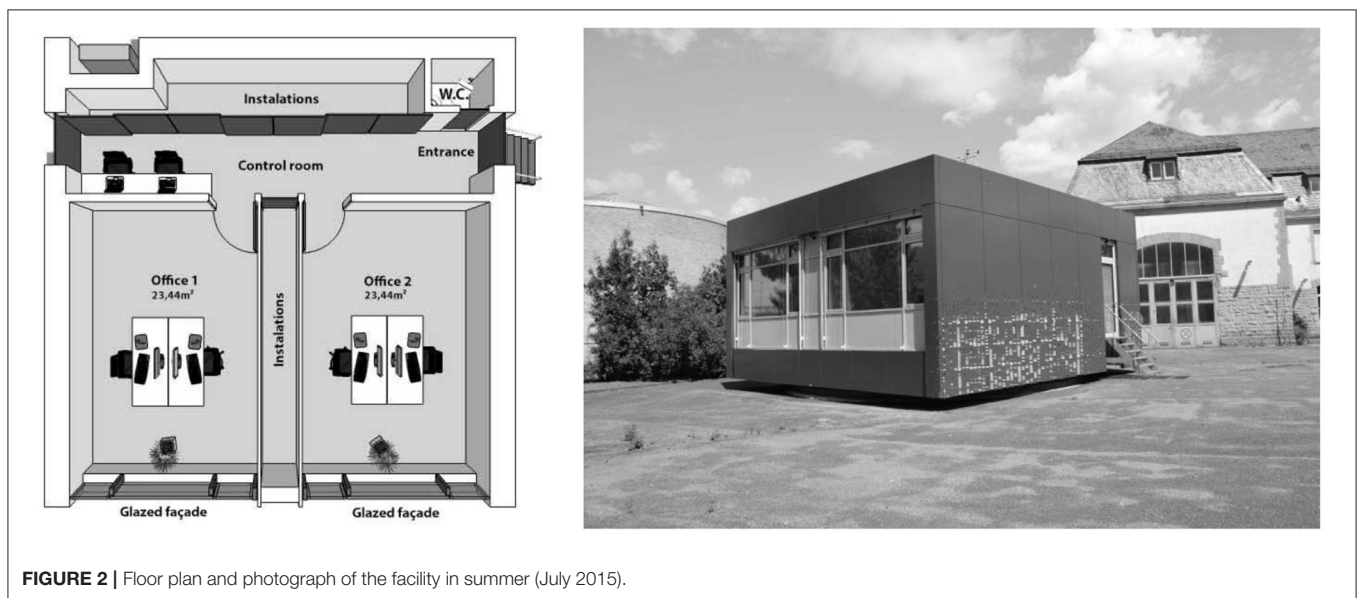 Instalations
W.C.
Entrance
Control room
Office 1
23,44m²
Office 2
23,44m²
Instalations
Glazed façade
Glazed façade
FIGURE 2 | Floor plan and photograph of the facility in summer (July 2015).